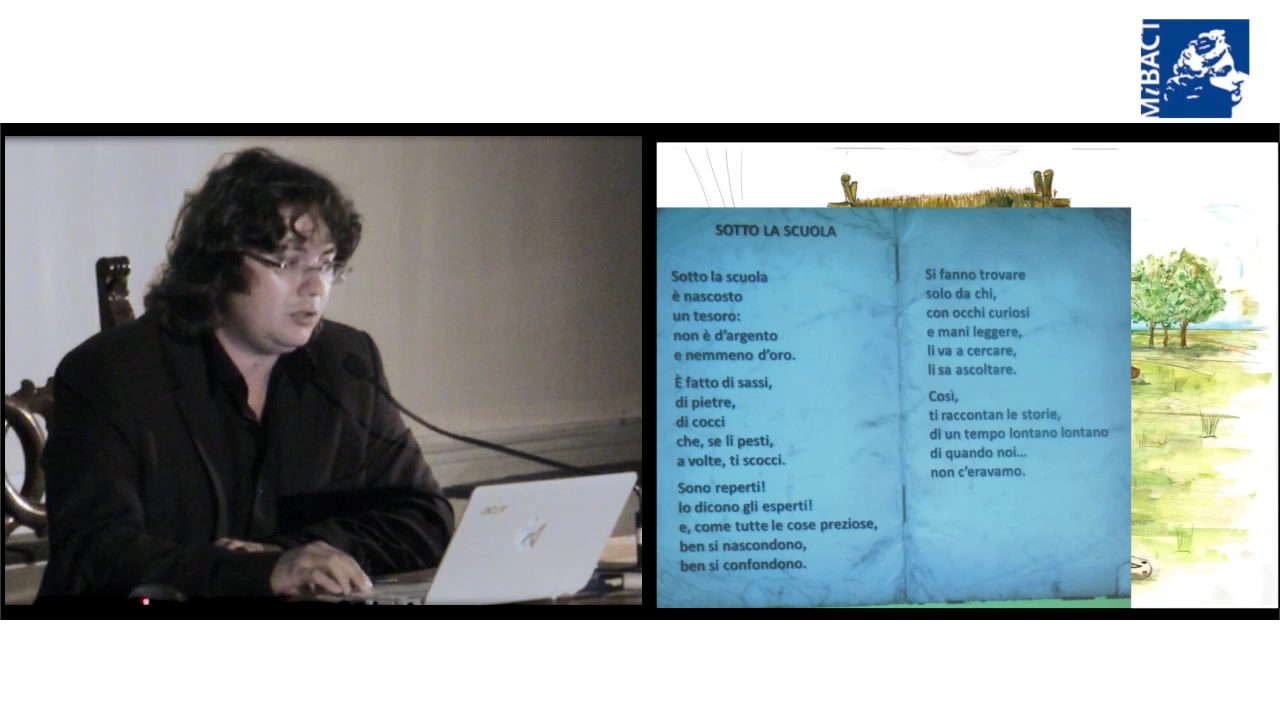 MiBACT
acer
SOTTO LA SCUOLA
Sotto la scuola
è nascosto
un tesoro:
non è d'argento
e nemmeno d'oro.
È fatto di sassi,
di pietre,
di cocci
che, se li pesti,
a volte, ti scocci.
Sono reperti!
lo dicono gli esperti!
e, come tutte le cose preziose,
ben si nascondono,
ben si confondono.
Si fanno trovare
solo da chi,
con occhi curiosi
e mani leggere,
li va a cercare,
li sa ascoltare.
Così,
ti raccontan le storie,
di un tempo lontano lontano
di quando noi...
non c'eravamo.